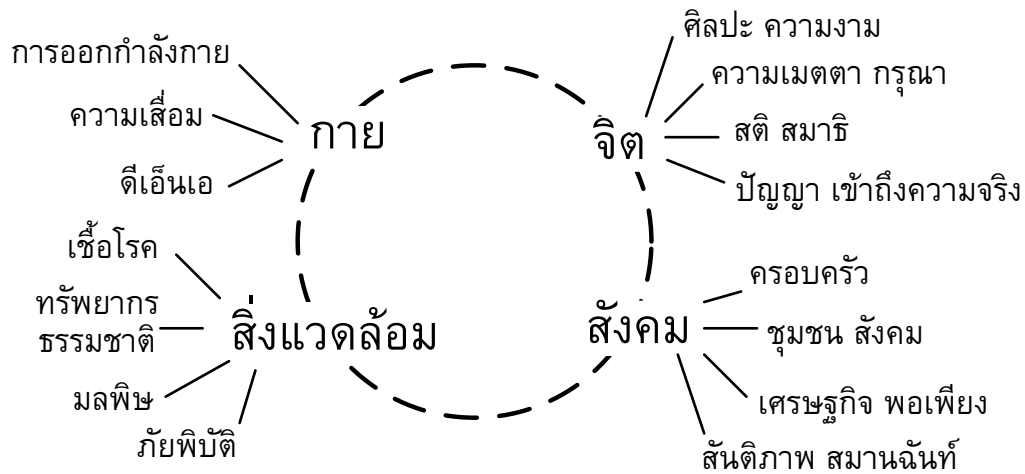 การออกกำลังกาย
ความเสื่อม
ดีเอ็นเอ
กาย
ศิลปะ ความงาม
ความเมตตา กรุณา
สติ สมาธิ
ปัญญา เข้าถึงความจริง
จิต
เชื้อโรค
ทรัพยากร
ธรรมชาติ
มลพิษ
ภัยพิบัติ
สิ่งแวดล้อม
สังคม
ครอบครัว
ชุมชน สังคม
เศรษฐกิจ พอเพียง
สันติภาพ สมานฉันท์